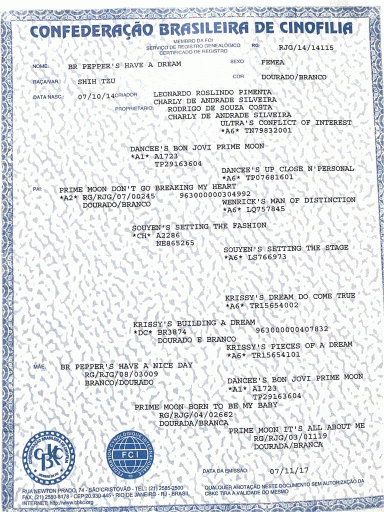 CONFEDERAÇÃO BRASILEIRA DE CINOFILIA
MEMBRO DA FCI
SERVIÇO DE REGISTRO GENEALÓGICO
CERTIFICADO DE REGISTRO
RG: RJG/14/14115
NOME: BR PEPPER'S HAVE A DREAM
SEXO: FEMEA
RAÇA/VAR.: SHIH TZU
COR: DOURADO/BRANCO
DATA NASC.: 07/10/14
CRIADOR: LEONARDO ROSLINDO PIMENTA
CHARLY DE ANDRADE SILVEIRA
PROPRIETÁRIO: RODRIGO DE SOUZA COSTA
CHARLY DE ANDRADE SILVEIRA
ULTRA'S CONFLICT OF INTEREST
*A6* TN79832001
DANCEE'S BON JOVI PRIME MOON
*A1* A1723
TP29163604
DANCEE'S UP CLOSE N'PERSONAL
*A6* TP07681601
PAI: PRIME MOON DON'T GO BREAKING MY HEART
*A2* RG/RJG/07/00245 963000000304992
DOURADO/BRANCO
WENRICK'S MAN OF DISTINCTION
*A6* LQ757845
SOUYEN'S SETTING THE FASHION
*CH* A2286
NB865265
SOUYEN'S SETTING THE STAGE
*A6* LS766973
KRISSY'S DREAM DO COME TRUE
*A6* TR15654002
KRISSY'S BUILDING A DREAM
*DC* BR3874 963000000407832
DOURADO E BRANCO
KRISSY'S PIECES OF A DREAM
*A6* TR15654101
MÃE: BR PEPPER'S HAVE A NICE DAY
RG/RJG/08/03009
BRANCO/DOURADO
DANCEE'S BON JOVI PRIME MOON
*A1* A1723
TP29163604
PRIME MOON BORN TO BE MY BABY
RG/RJG/04/02662
DOURADA/BRANCA
PRIME MOON IT'S ALL ABOUT ME
RG/RJG/03/01119
DOURADA/BRANCA
CBKC
FCI
DATA DA EMISSÃO: 07/11/17
RUA NEWTON PRADO, 74 - SÃO CRISTOVÃO - TEL: (21) 2585-2500
FAX: (21) 2580-8178 - CEP 20.930-445 - RIO DE JANEIRO - RJ - BRASIL
INTERNET: http://www.cbkc.org
QUALQUER ANOTAÇÃO NESTE DOCUMENTO SEM AUTORIZAÇÃO DA
CBKC TIRA A VALIDADE DO MESMO